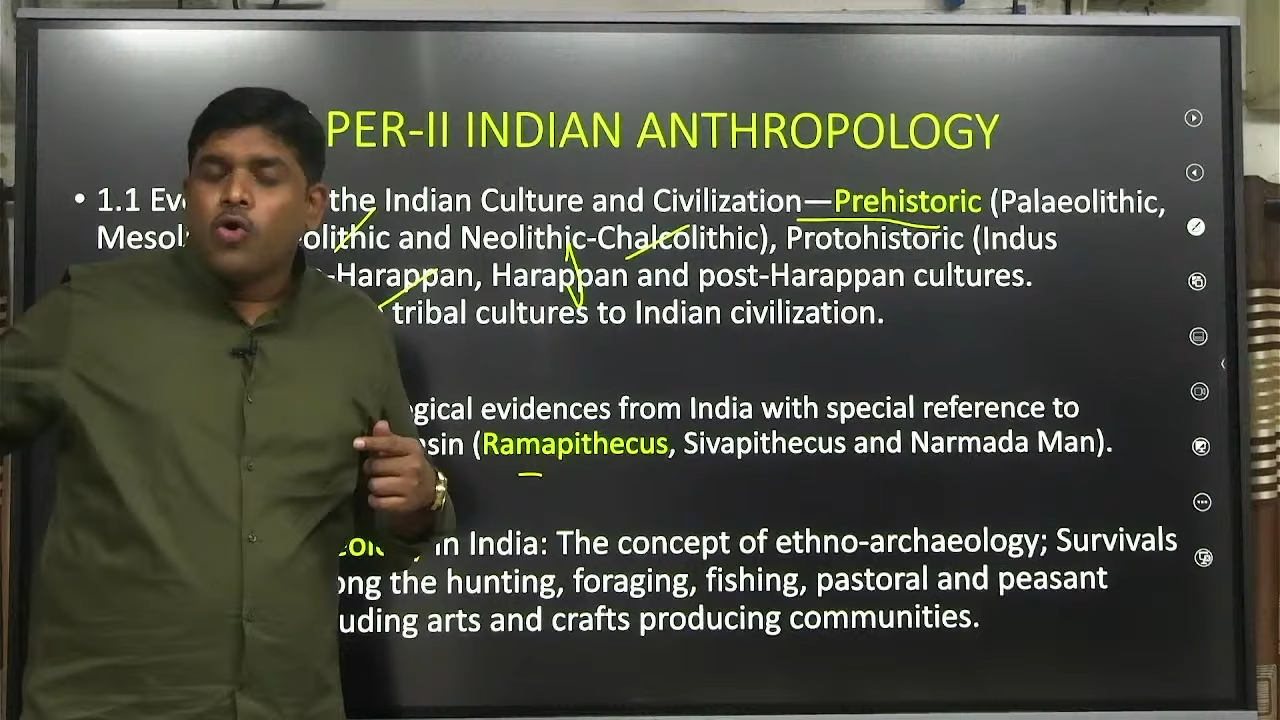 PER-II INDIAN ANTHROPOLOGY
• 1.1 Ev the Indian Culture and Civilization—Prehistoric (Palaeolithic,
Mesol olithic and Neolithic-Chalcolithic), Protohistoric (Indus
-Harappan, Harappan and post-Harappan cultures.
tribal cultures to Indian civilization.
gical evidences from India with special reference to
sin (Ramapithecus, Sivapithecus and Narmada Man).
in India: The concept of ethno-archaeology; Survivals
ong the hunting, foraging, fishing, pastoral and peasant
uding arts and crafts producing communities.